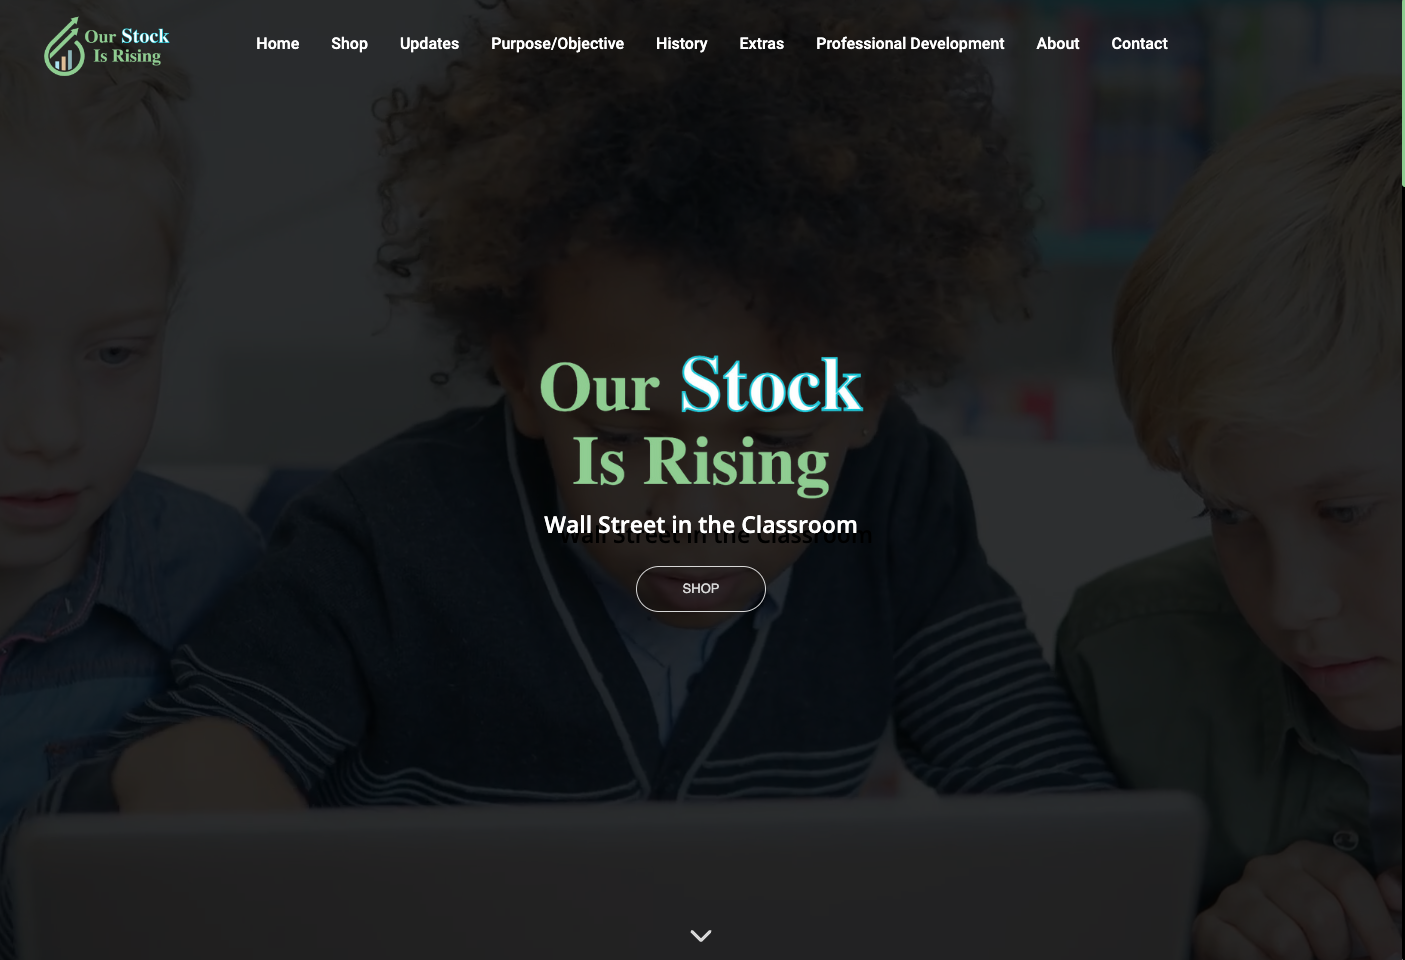 Our Stock
Is Rising
Home Shop Updates Purpose/Objective History Extras Professional Development About Contact
Our Stock
Is Rising
Wall Street in the Classroom
SHOP